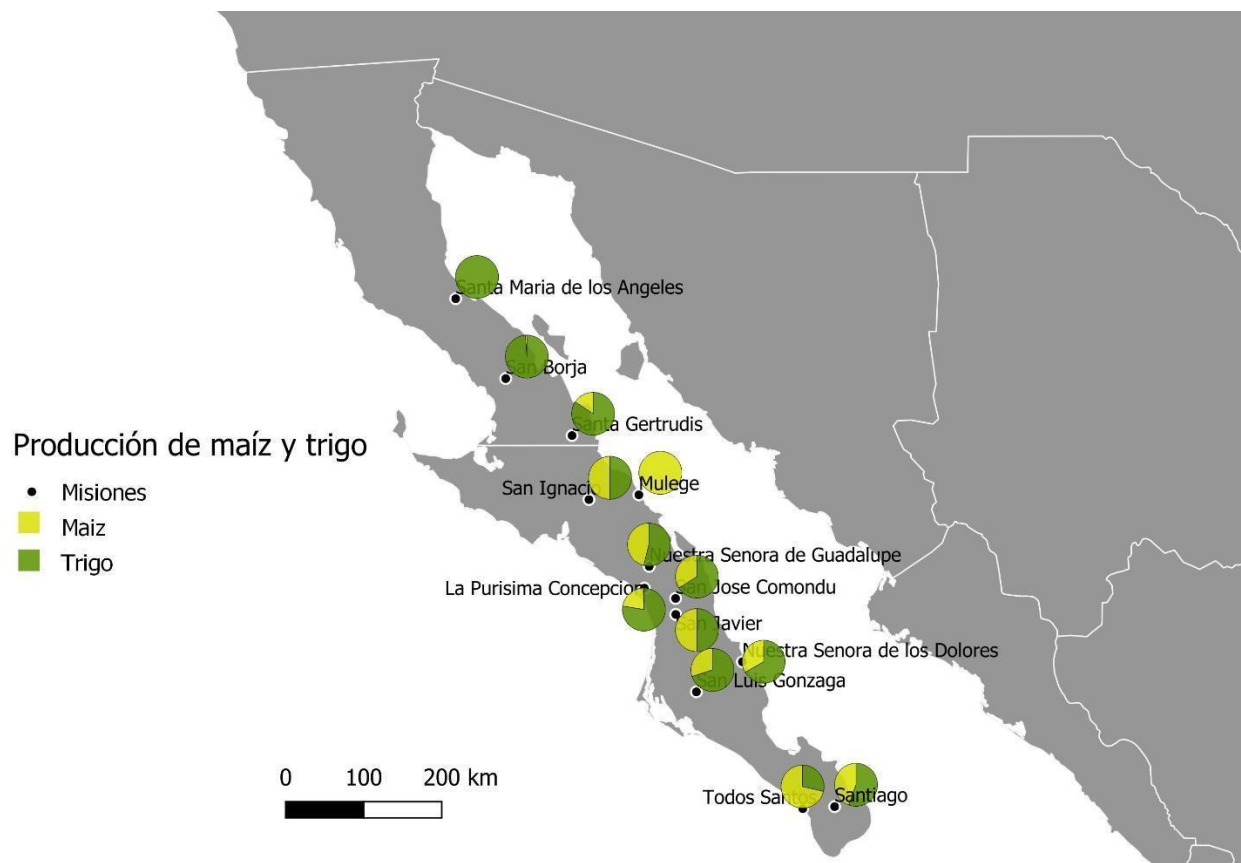 Santa Maria de los Angeles
San Borja
Santa Gertrudis
Producción de maíz y trigo
Misiones
Maiz
Trigo
San Ignacio
Mulege
Nuestra Senora de Guadalupe
La Purisima Concepcion
San Jose Comondu
San Javier
Nuestra Senora de los Dolores
San Luis Gonzaga
0 100 200 km
Todos Santos
Santiago